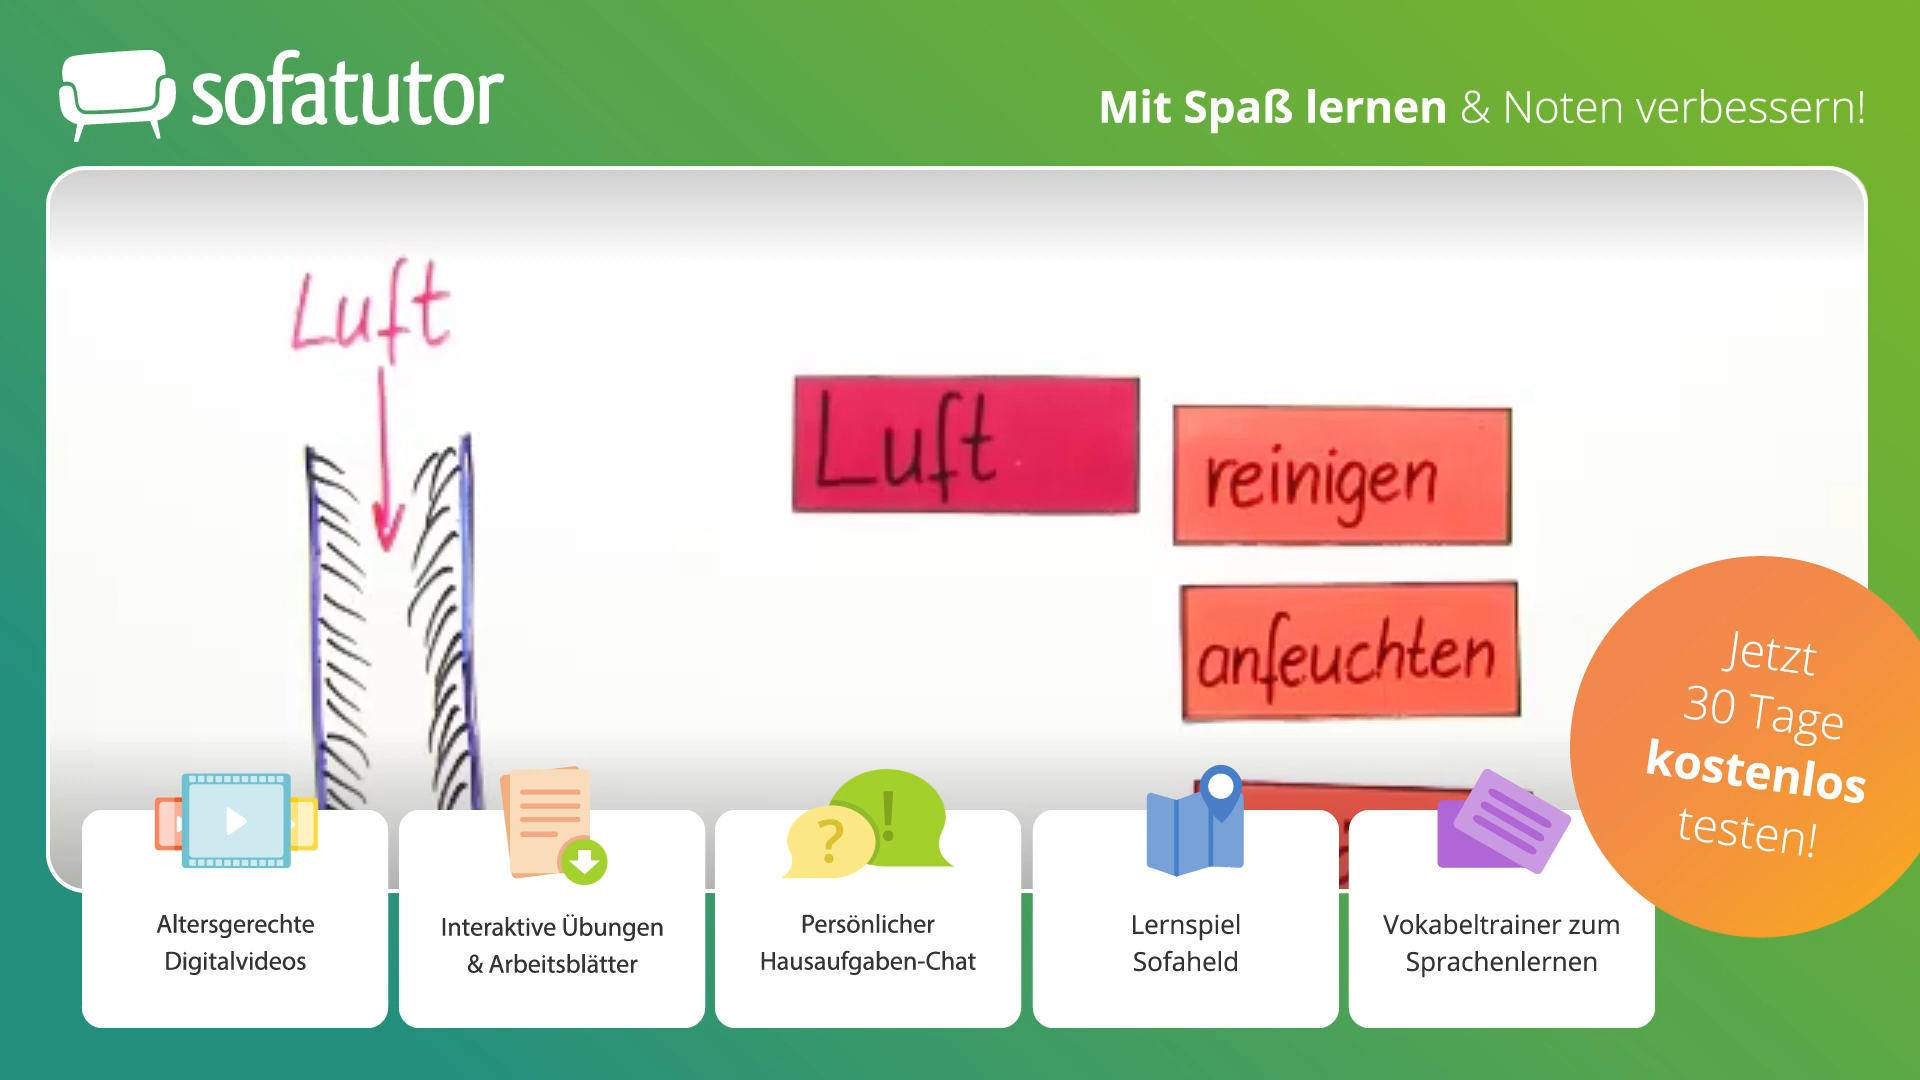 sofatutor
Mit Spaß lernen & Noten verbessern!
Luft
Luft
reinigen
anfeuchten
Jetzt
30 Tage
kostenlos
testen!
Altersgerechte
Digitalvideos
Interaktive Übungen
& Arbeitsblätter
?
!
Persönlicher
Hausaufgaben-Chat
Lernspiel
Sofaheld
Vokabeltrainer zum
Sprachenlernen